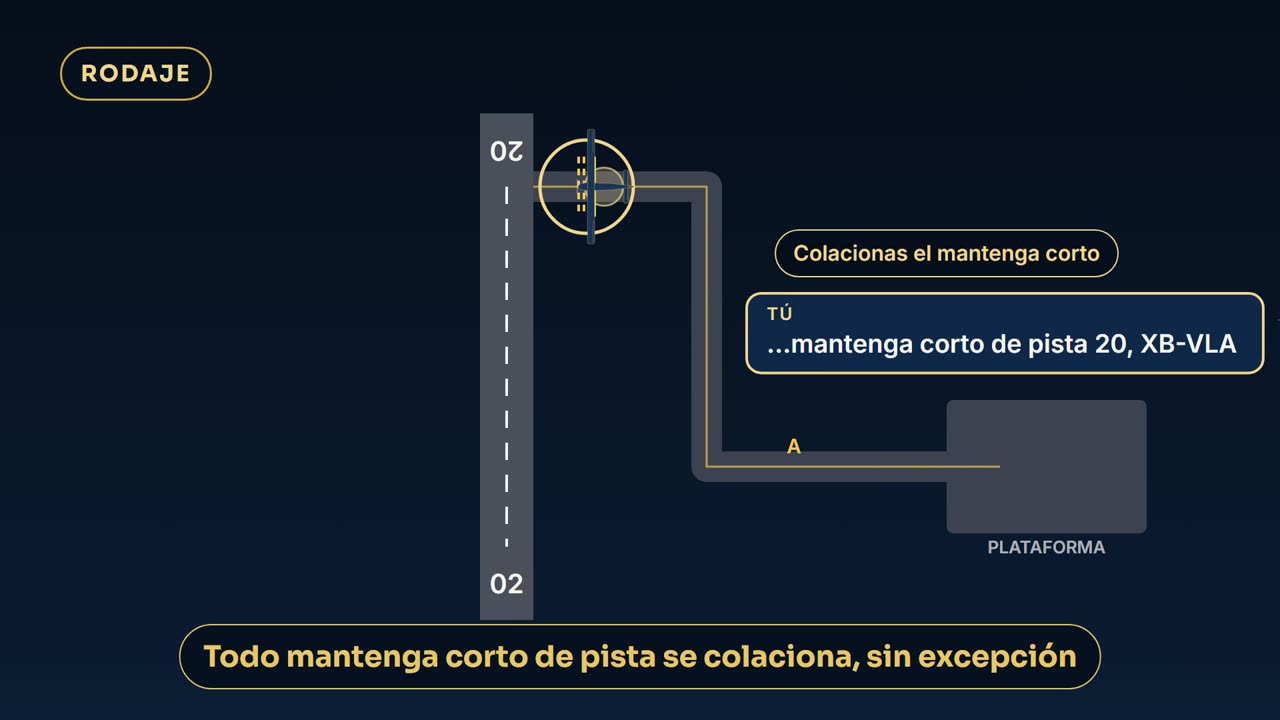 RODAJE
20
Colacionas el mantenga corto
TÚ
...mantenga corto de pista 20, XB-VLA
A
PLATAFORMA
02
Todo mantenga corto de pista se colaciona, sin excepción